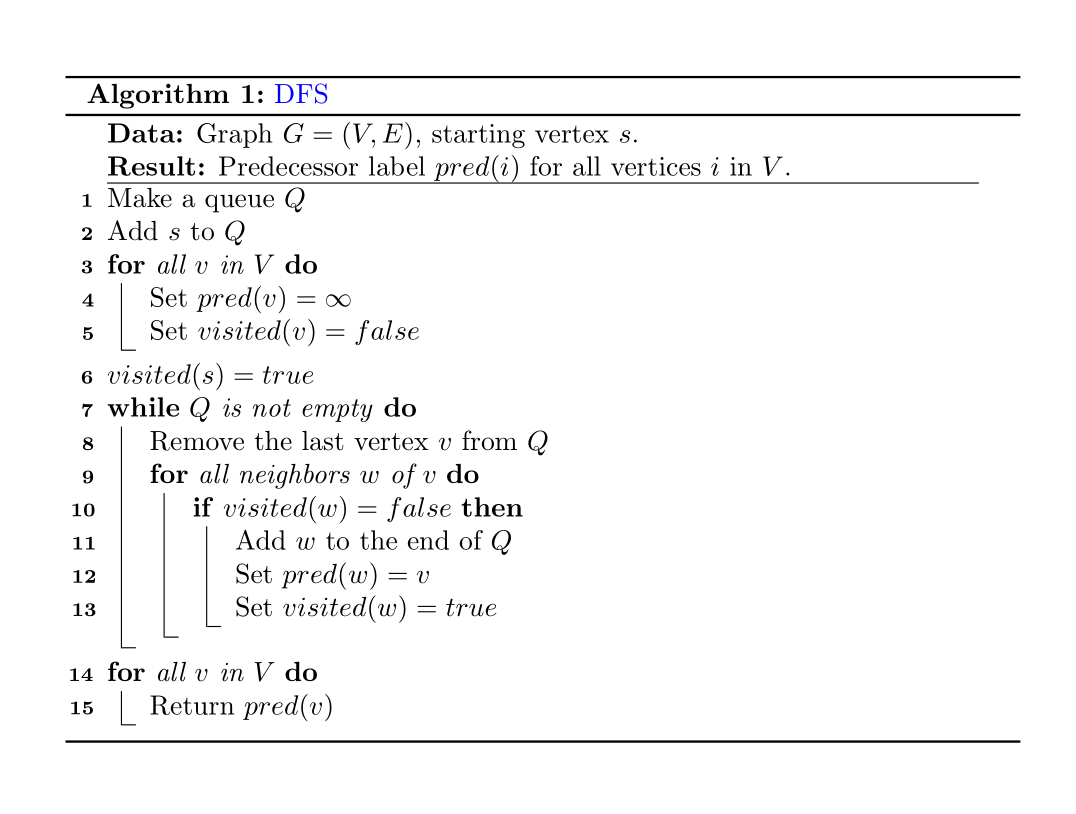 Algorithm 1: DFS
Data: Graph G = (V, E), starting vertex s.
Result: Predecessor label pred(i) for all vertices i in V.
1 Make a queue Q
2 Add s to Q
3 for all v in V do
4 Set pred(v) = ∞
5 Set visited(v) = false
6 visited(s) = true
7 while Q is not empty do
8 Remove the last vertex v from Q
9 for all neighbors w of v do
10 if visited(w) = false then
11 Add w to the end of Q
12 Set pred(w) = v
13 Set visited(w) = true
14 for all v in V do
15 Return pred(v)